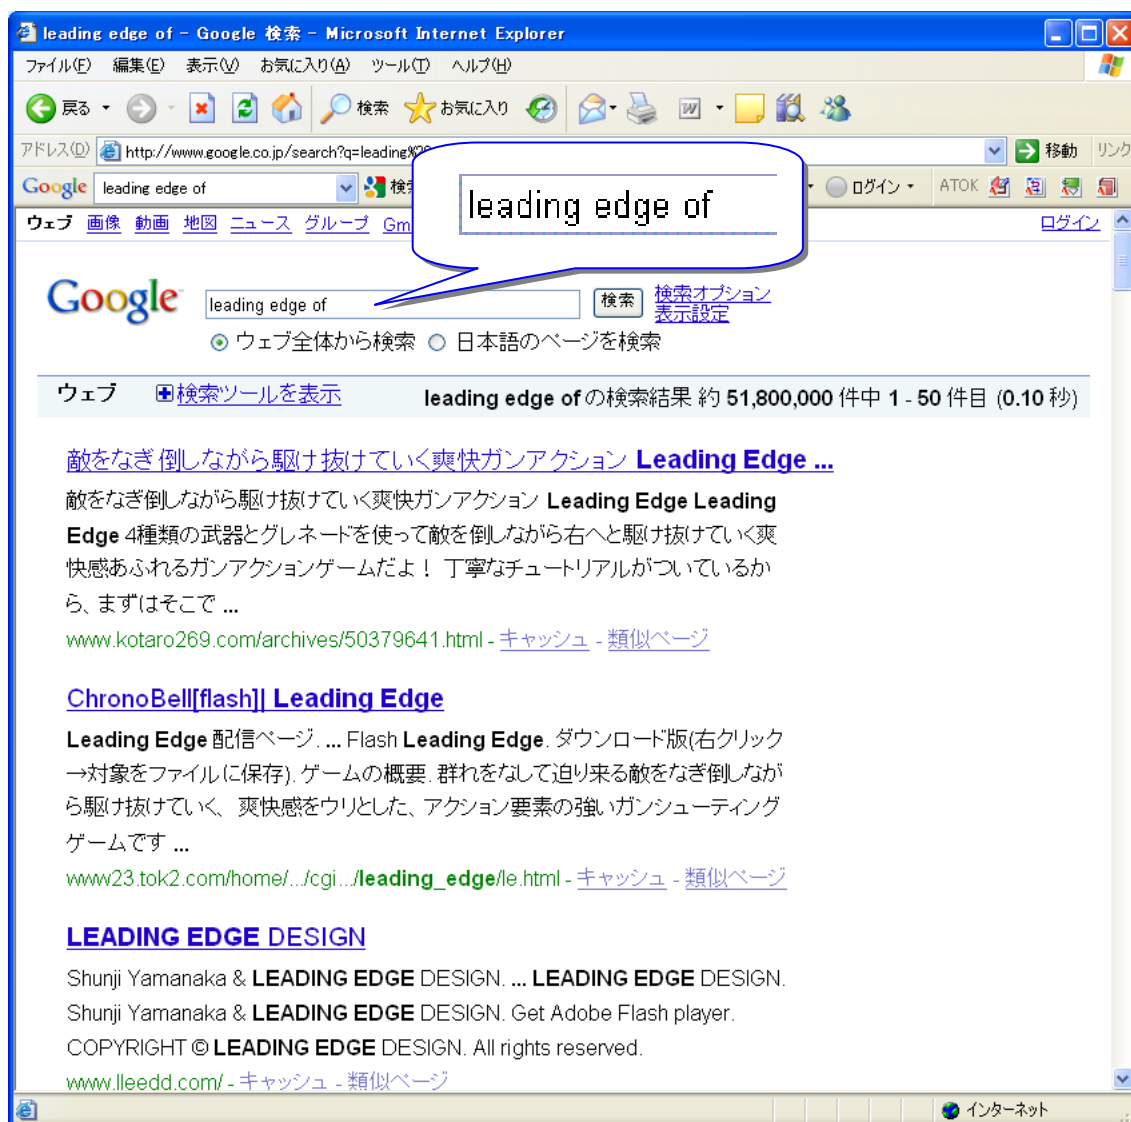 leading edge of - Google 検索 - Microsoft Internet Explorer
ファイル(F) 編集(E) 表示(V) お気に入り(A) ツール(T) ヘルプ(H)
戻る 検索 お気に入り
アドレス(D) http://www.google.co.jp/search?q=leading%20 移動 リンク
Google leading edge of 検索 ログイン ATOK
leading edge of
ウェブ 画像 動画 地図 ニュース グループ Gm ログイン
Google leading edge of 検索 検索オプション
表示設定
ウェブ全体から検索 日本語のページを検索
ウェブ 検索ツールを表示 leading edge of の検索結果 約 51,800,000 件中 1 - 50 件目 (0.10 秒)
敵をなぎ倒しながら駆け抜けていく爽快ガンアクション Leading Edge ...
敵をなぎ倒しながら駆け抜けていく爽快ガンアクション Leading Edge Leading
Edge 4種類の武器とグレネードを使って敵を倒しながら右へと駆け抜けていく爽
快感あふれるガンアクションゲームだよ！ 丁寧なチュートリアルがついているか
ら、まずはそこで ...
www.kotaro269.com/archives/50379641.html - キャッシュ - 類似ページ
ChronoBell[flash]| Leading Edge
Leading Edge 配信ページ. ... Flash Leading Edge. ダウンロード版(右クリック
→対象をファイルに保存). ゲームの概要. 群れをなして迫り来る敵をなぎ倒しなが
ら駆け抜けていく、爽快感をウリとした、アクション要素の強いガンシューティング
ゲームです ...
www23.tok2.com/home/.../cgi.../leading_edge/le.html - キャッシュ - 類似ページ
LEADING EDGE DESIGN
Shunji Yamanaka & LEADING EDGE DESIGN. ... LEADING EDGE DESIGN.
Shunji Yamanaka & LEADING EDGE DESIGN. Get Adobe Flash player.
COPYRIGHT © LEADING EDGE DESIGN. All rights reserved.
www.lleedd.com/ - キャッシュ - 類似ページ
インターネット